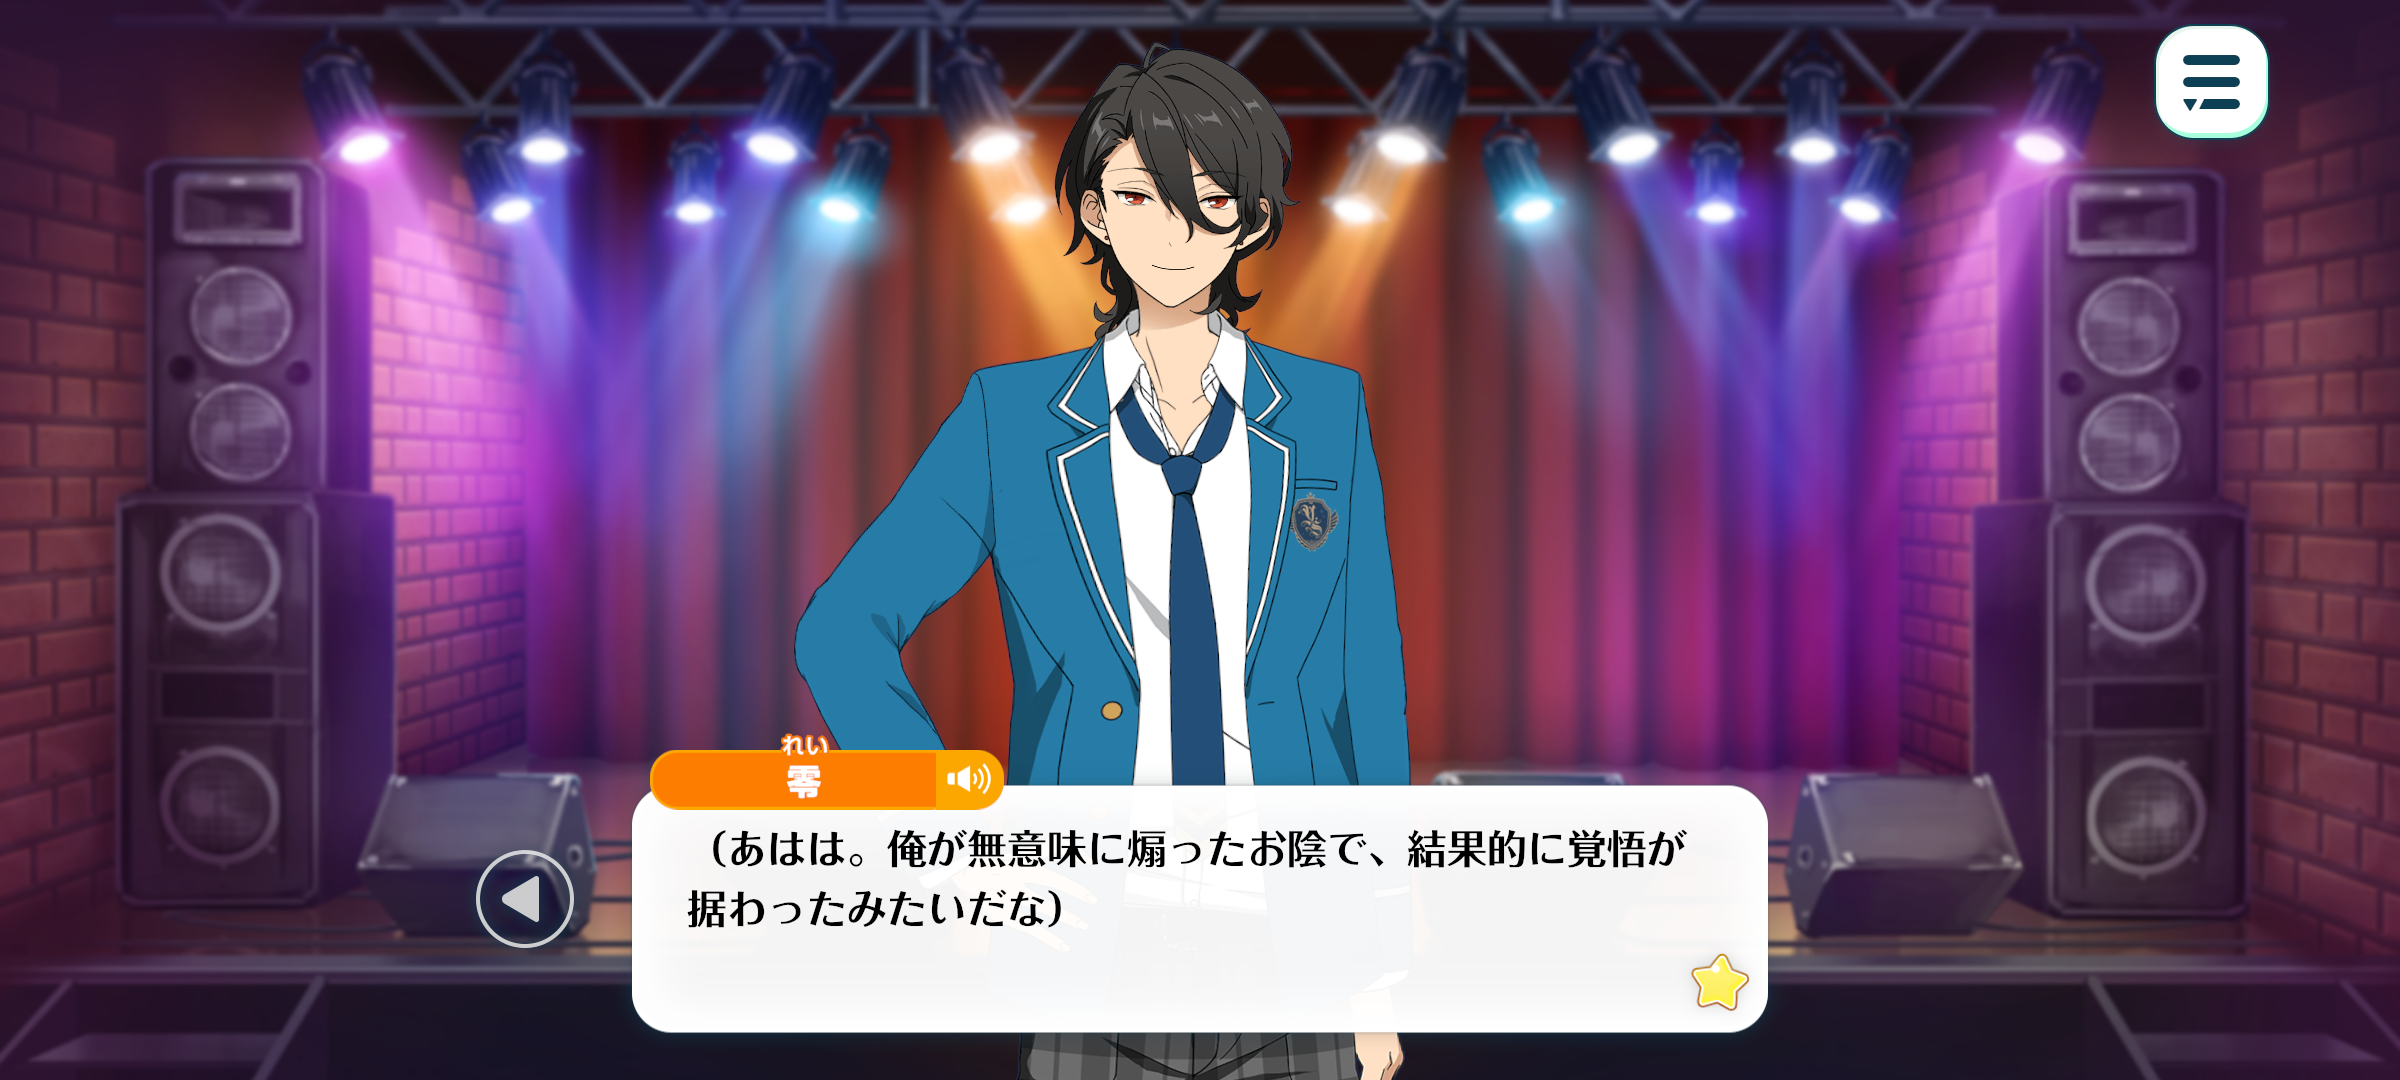 れい
零
（あはは。俺が無意味に煽ったお陰で、結果的に覚悟が
据わったみたいだな）